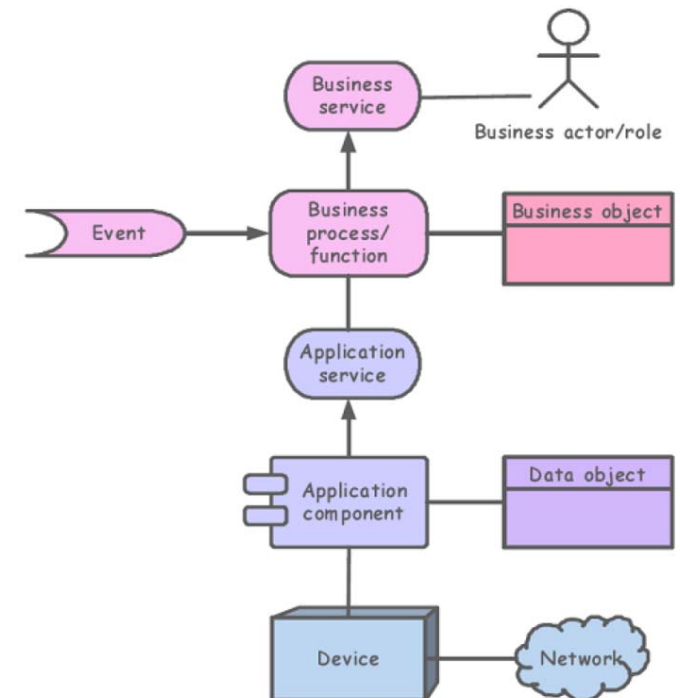 Business
service
Business actor/role
Business
process/
function
Event
Business object
Application
service
Application
component
Data object
Device
Network